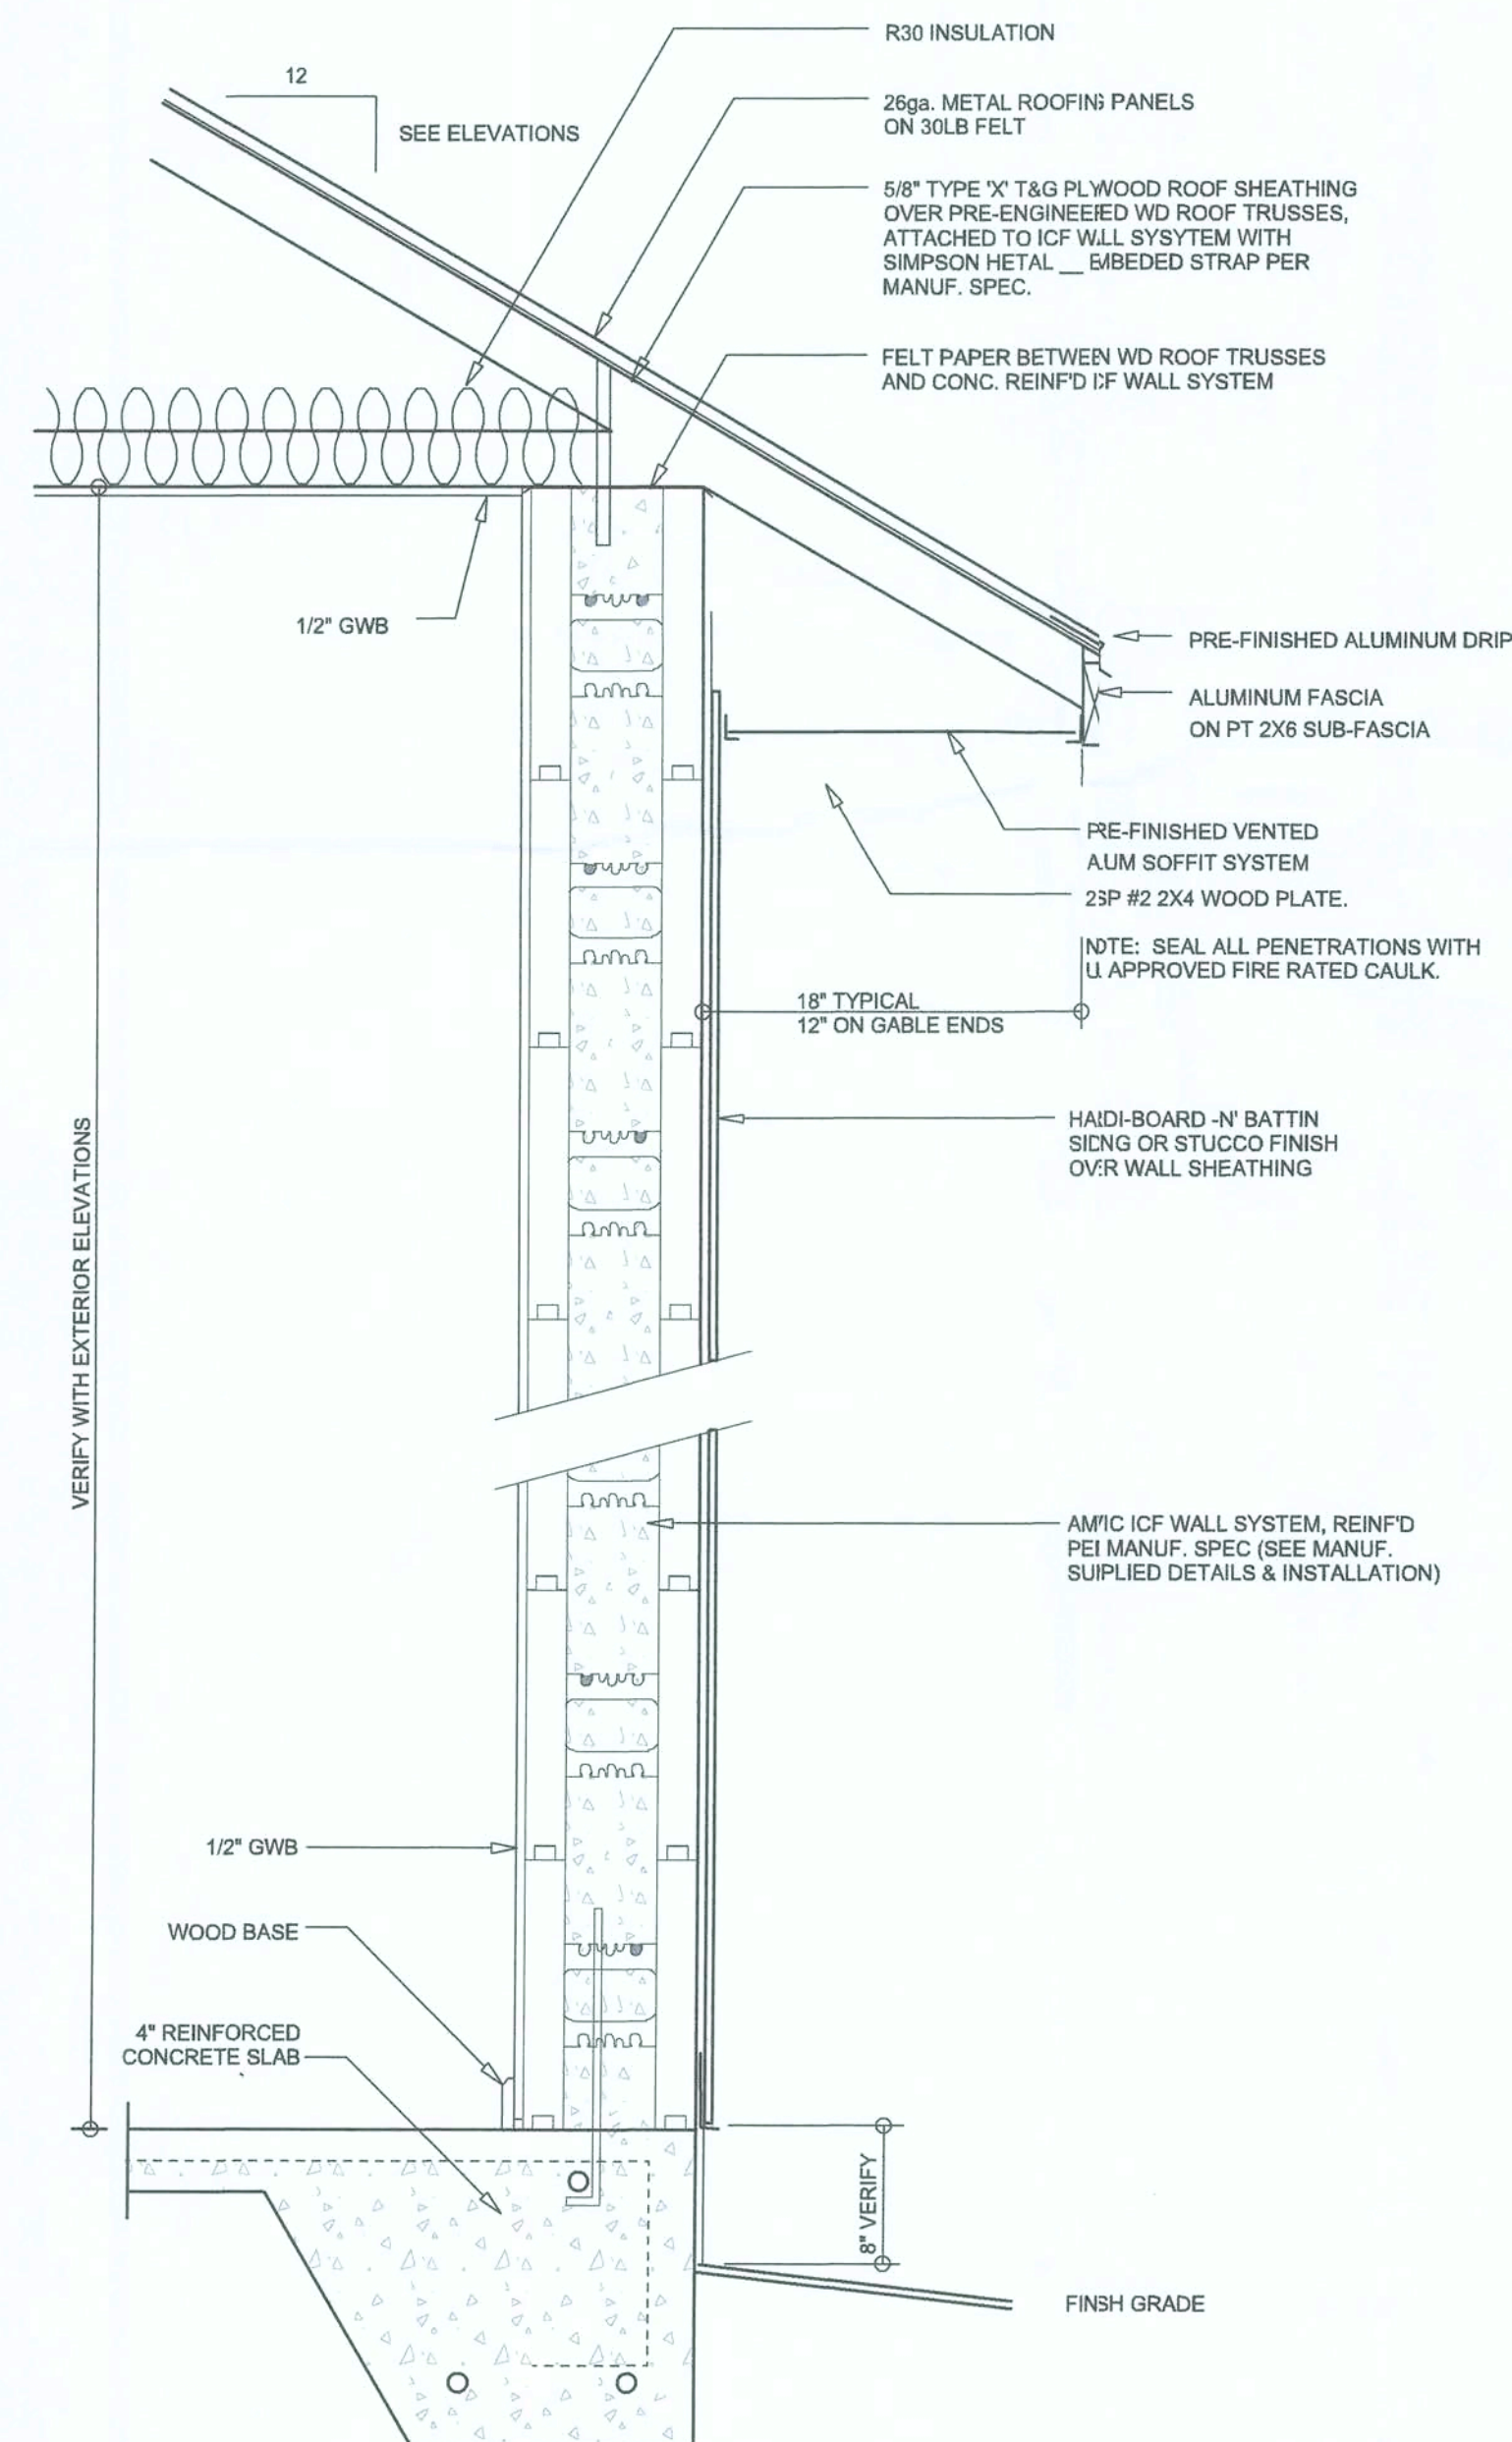 R30 INSULATION
12
SEE ELEVATIONS
26ga. METAL ROOFING PANELS
ON 30LB FELT
5/8" TYPE 'X' T&G PLYWOOD ROOF SHEATHING
OVER PRE-ENGINEERED WD ROOF TRUSSES,
ATTACHED TO ICF WALL SYSYTEM WITH
SIMPSON HETAL __ EMBEDED STRAP PER
MANUF. SPEC.
FELT PAPER BETWEEN WD ROOF TRUSSES
AND CONC. REINF'D ICF WALL SYSTEM
1/2" GWB
PRE-FINISHED ALUMINUM DRIP
ALUMINUM FASCIA
ON PT 2X6 SUB-FASCIA
PRE-FINISHED VENTED
ALUM SOFFIT SYSTEM
2SP #2 2X4 WOOD PLATE.
NOTE: SEAL ALL PENETRATIONS WITH
UL APPROVED FIRE RATED CAULK.
18" TYPICAL
12" ON GABLE ENDS
HARDI-BOARD -N' BATTIN
SIDING OR STUCCO FINISH
OVER WALL SHEATHING
VERIFY WITH EXTERIOR ELEVATIONS
ICF WALL SYSTEM, REINF'D
PER MANUF. SPEC (SEE MANUF.
SUPPLIED DETAILS & INSTALLATION)
1/2" GWB
WOOD BASE
4" REINFORCED
CONCRETE SLAB
8" VERIFY
FINISH GRADE